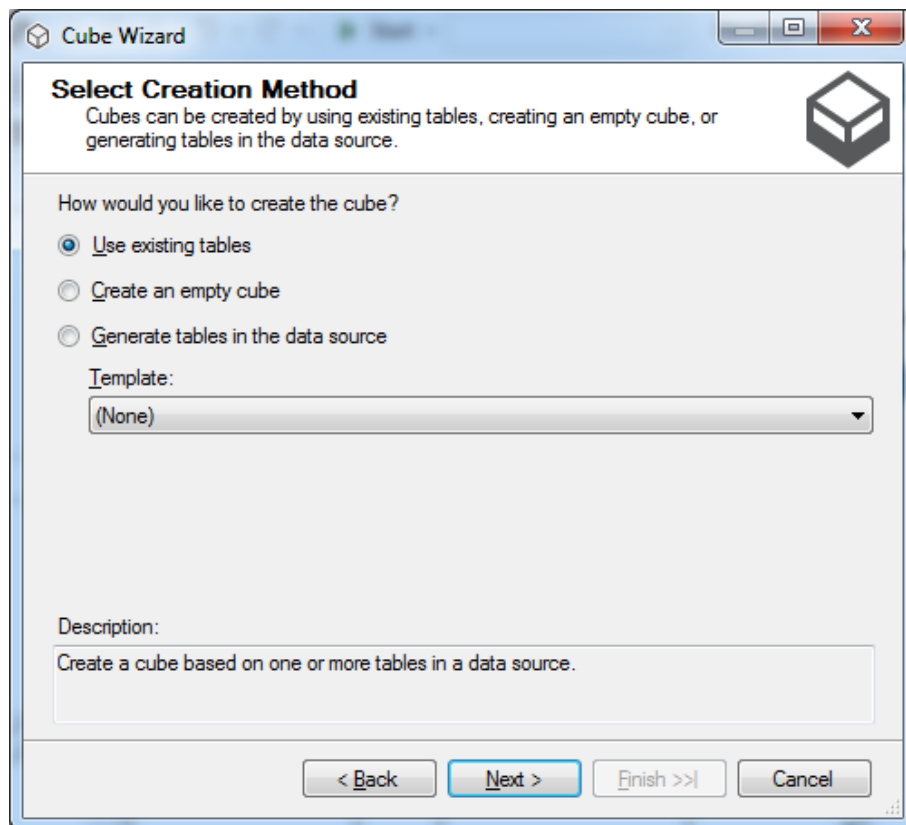 Cube Wizard
Select Creation Method
Cubes can be created by using existing tables, creating an empty cube, or
generating tables in the data source.
How would you like to create the cube?
Use existing tables
Create an empty cube
Generate tables in the data source
Template:
(None)
Description:
Create a cube based on one or more tables in a data source.
< Back Next > Finish >>| Cancel